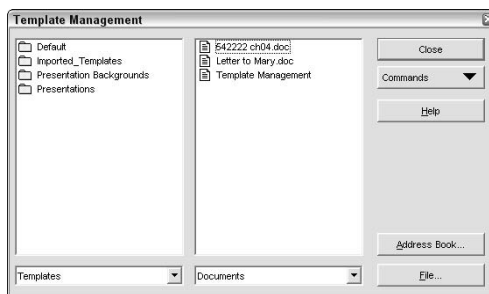 Template Management
Default
Imported_Templates
Presentation Backgrounds
Presentations
542222 ch04.doc
Letter to Mary.doc
Template Management
Close
Commands
Help
Address Book...
Templates
Documents
File...